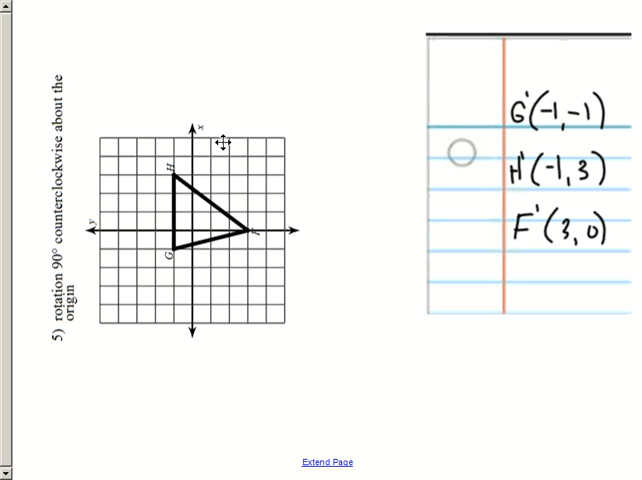 5) rotation 90° counterclockwise about the
origin
y
x
H
G
F
G'(-1,-1)
H'(-1,3)
F'(3,0)
Extend Page